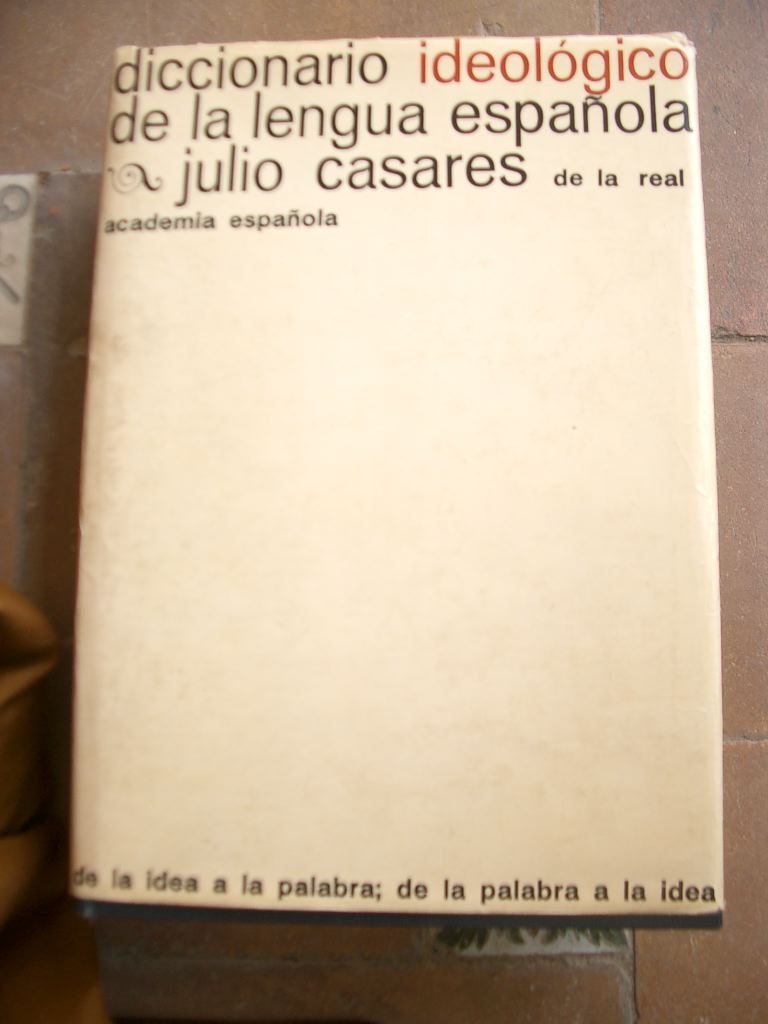 diccionario ideológico
de la lengua española
julio casares de la real
academia española
de la idea a la palabra; de la palabra a la idea